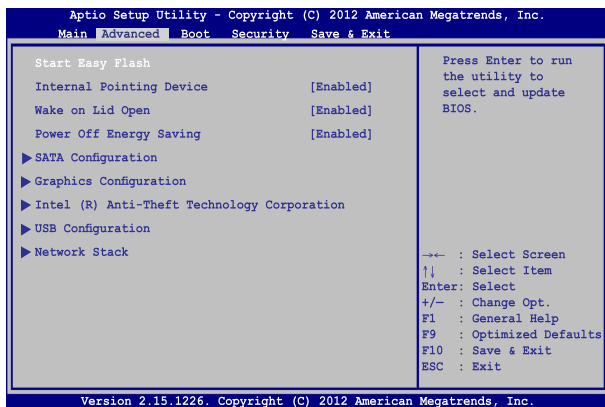 Aptio Setup Utility - Copyright (C) 2012 American Megatrends, Inc.
Main Advanced Boot Security Save & Exit
Start Easy Flash
Internal Pointing Device [Enabled]
Wake on Lid Open [Enabled]
Power Off Energy Saving [Enabled]
SATA Configuration
Graphics Configuration
Intel (R) Anti-Theft Technology Corporation
USB Configuration
Network Stack
Press Enter to run
the utility to
select and update
BIOS.
→← : Select Screen
↑↓ : Select Item
Enter: Select
+/— : Change Opt.
F1 : General Help
F9 : Optimized Defaults
F10 : Save & Exit
ESC : Exit
Version 2.15.1226. Copyright (C) 2012 American Megatrends, Inc.